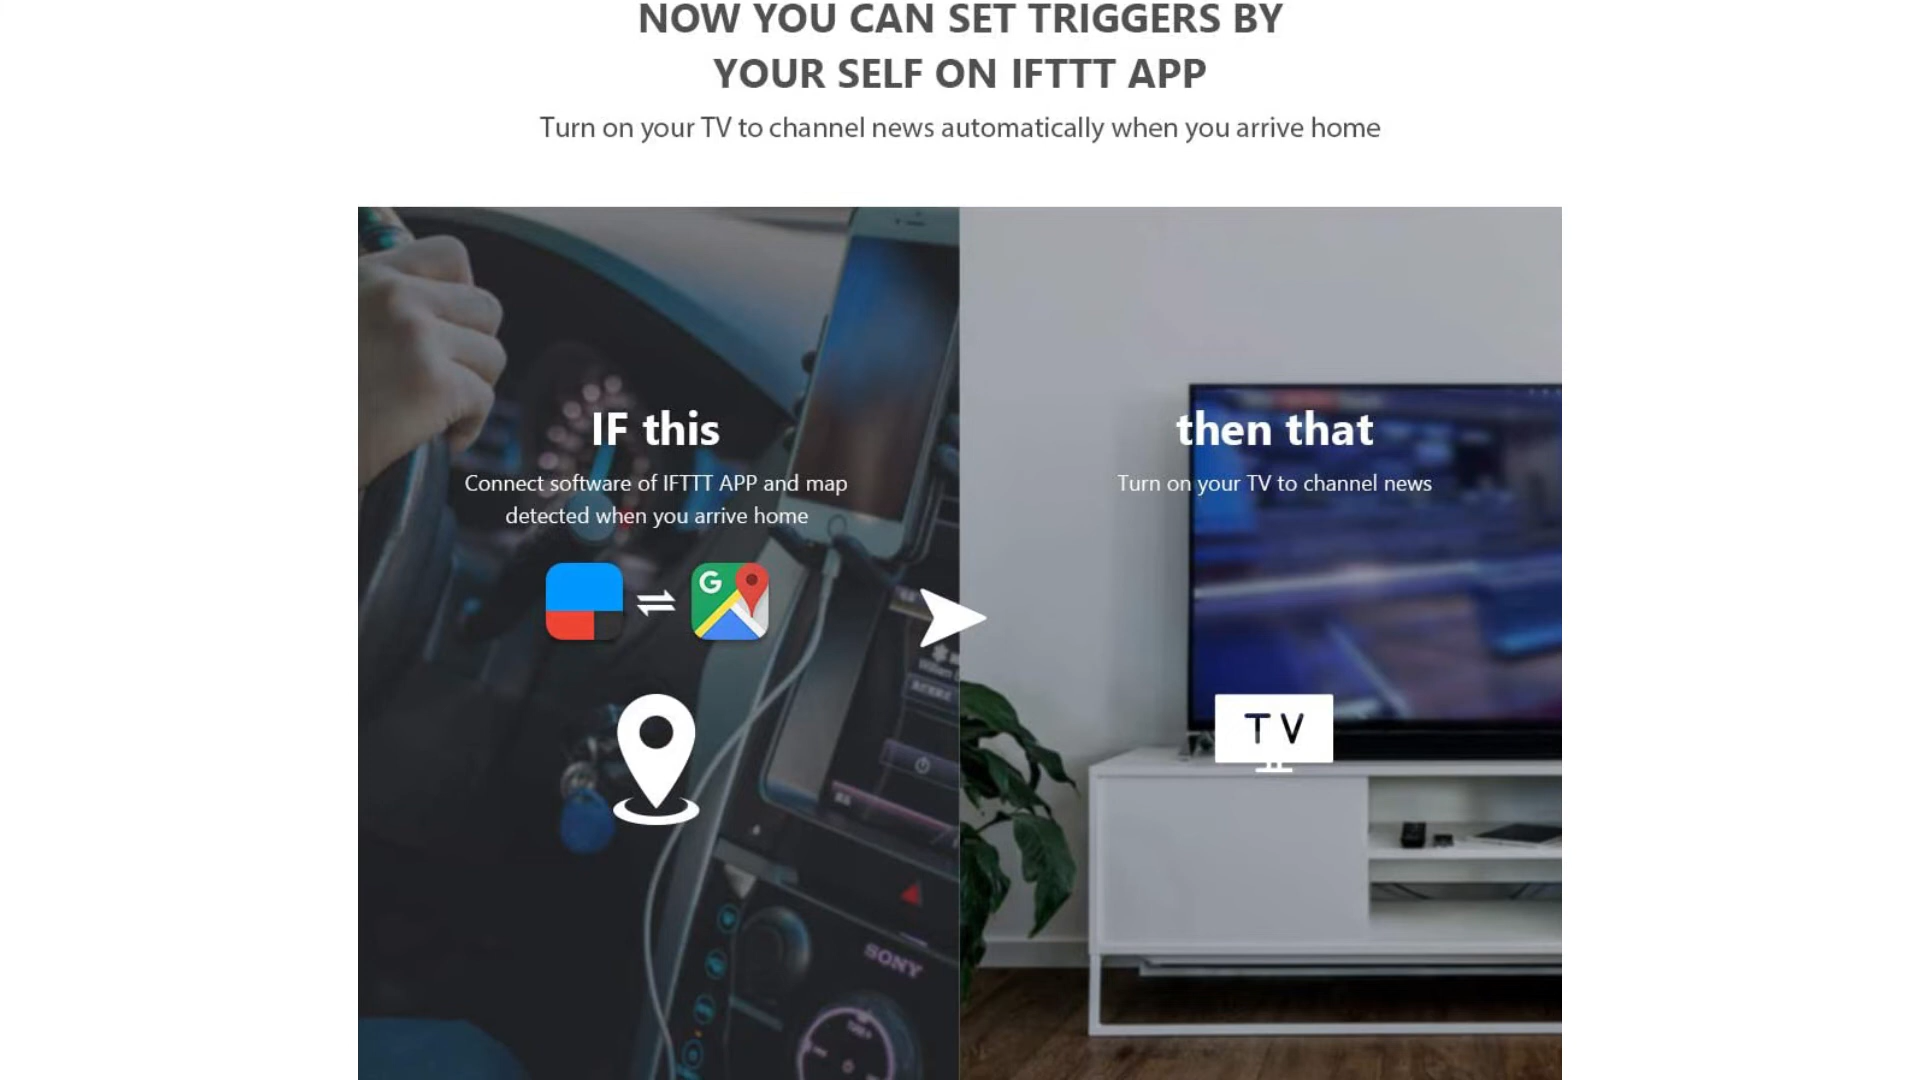 NOW YOU CAN SET TRIGGERS BY
YOUR SELF ON IFTTT APP
Turn on your TV to channel news automatically when you arrive home
IF this
Connect software of IFTTT APP and map
detected when you arrive home
G
then that
Turn on your TV to channel news
TV
SONY